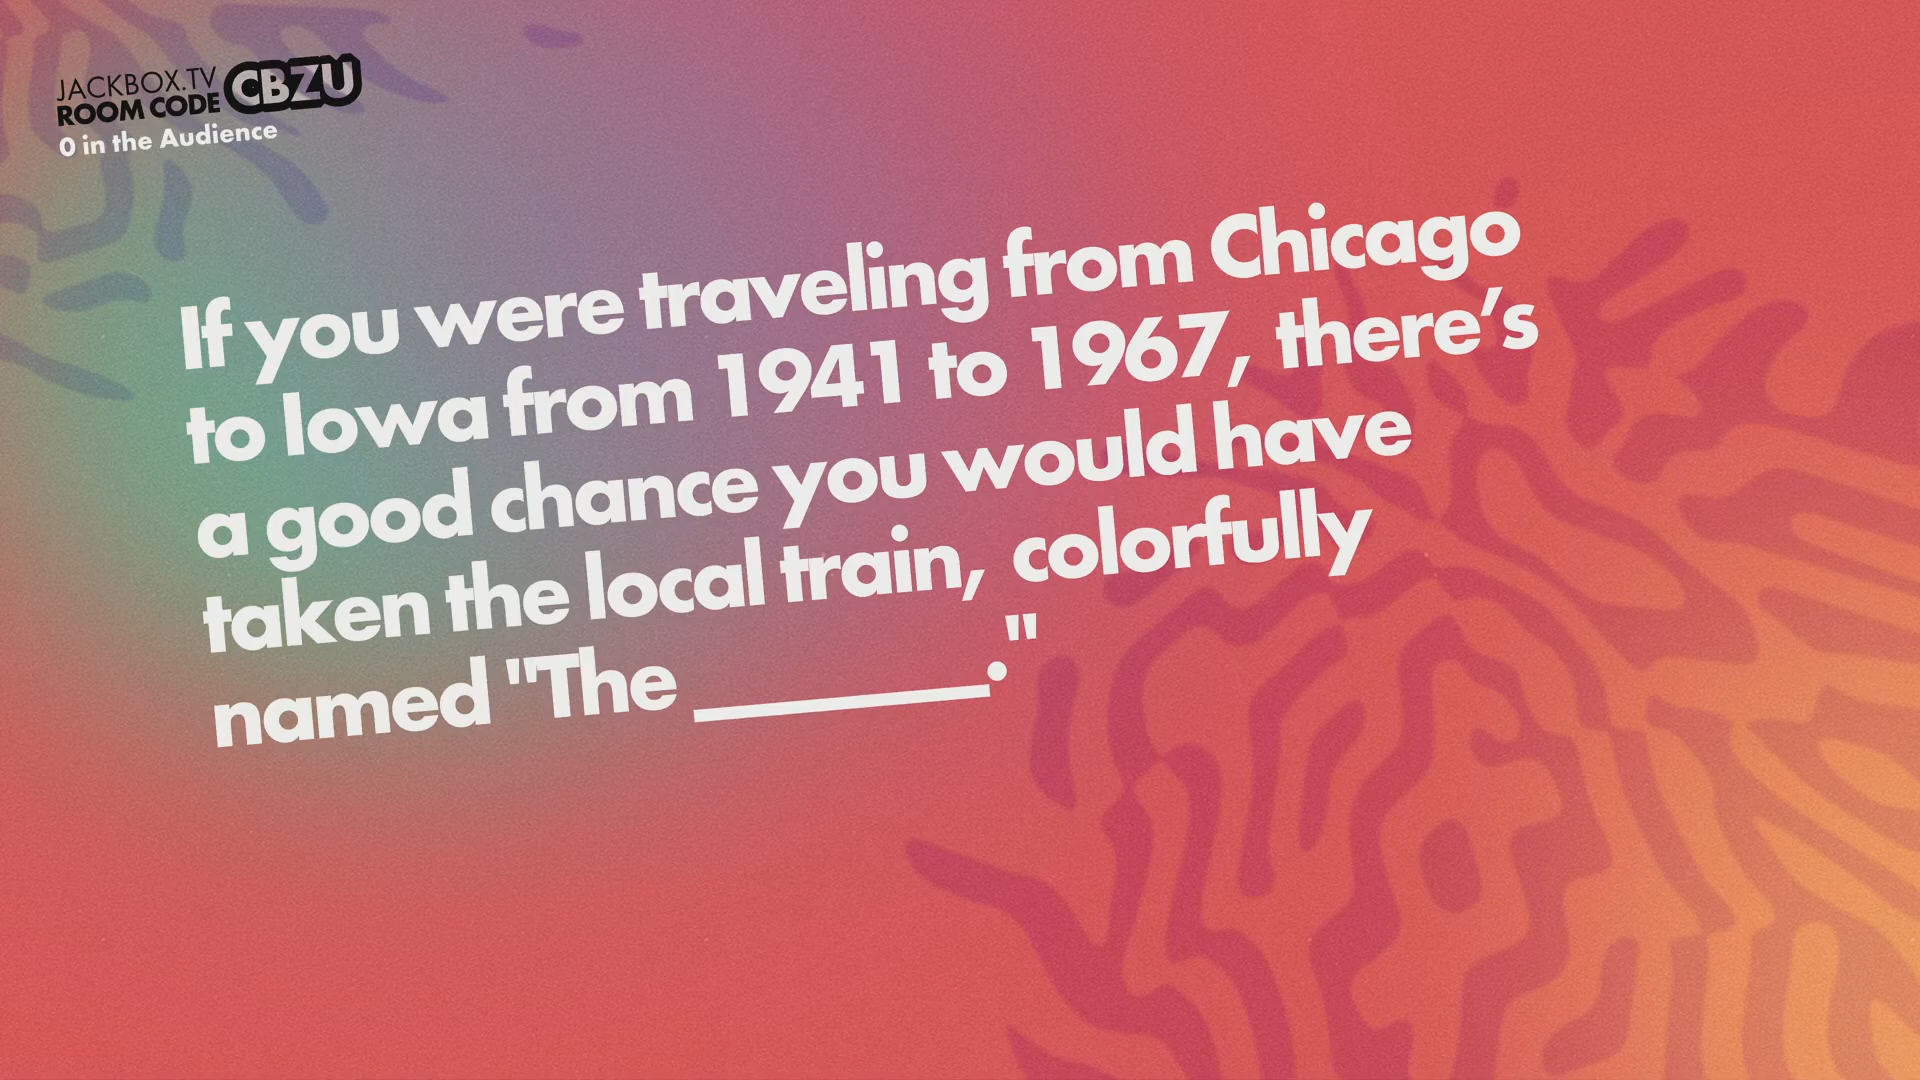 JACKBOX.TV
ROOM CODE CBZU
0 in the Audience
If you were traveling from Chicago
to Iowa from 1941 to 1967, there’s
a good chance you would have
taken the local train, colorfully
named "The ______."